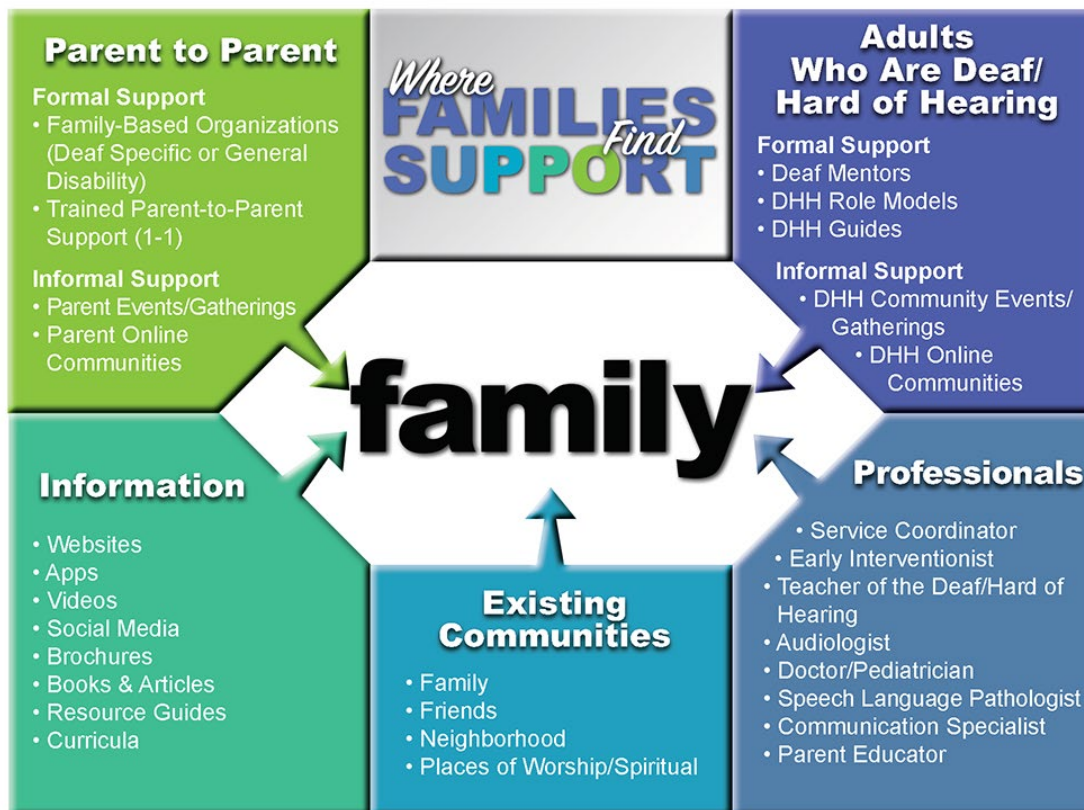 Parent to Parent
Formal Support
• Family-Based Organizations
(Deaf Specific or General
Disability)
• Trained Parent-to-Parent
Support (1-1)
Informal Support
• Parent Events/Gatherings
• Parent Online
Communities
Where
FAMILIES
Find
SUPPORT
Adults
Who Are Deaf/
Hard of Hearing
Formal Support
• Deaf Mentors
• DHH Role Models
• DHH Guides
Informal Support
• DHH Community Events/
Gatherings
• DHH Online
Communities
family
Information
• Websites
• Apps
• Videos
• Social Media
• Brochures
• Books & Articles
• Resource Guides
• Curricula
Existing
Communities
• Family
• Friends
• Neighborhood
• Places of Worship/Spiritual
Professionals
• Service Coordinator
• Early Interventionist
• Teacher of the Deaf/Hard of
Hearing
• Audiologist
• Doctor/Pediatrician
• Speech Language Pathologist
• Communication Specialist
• Parent Educator